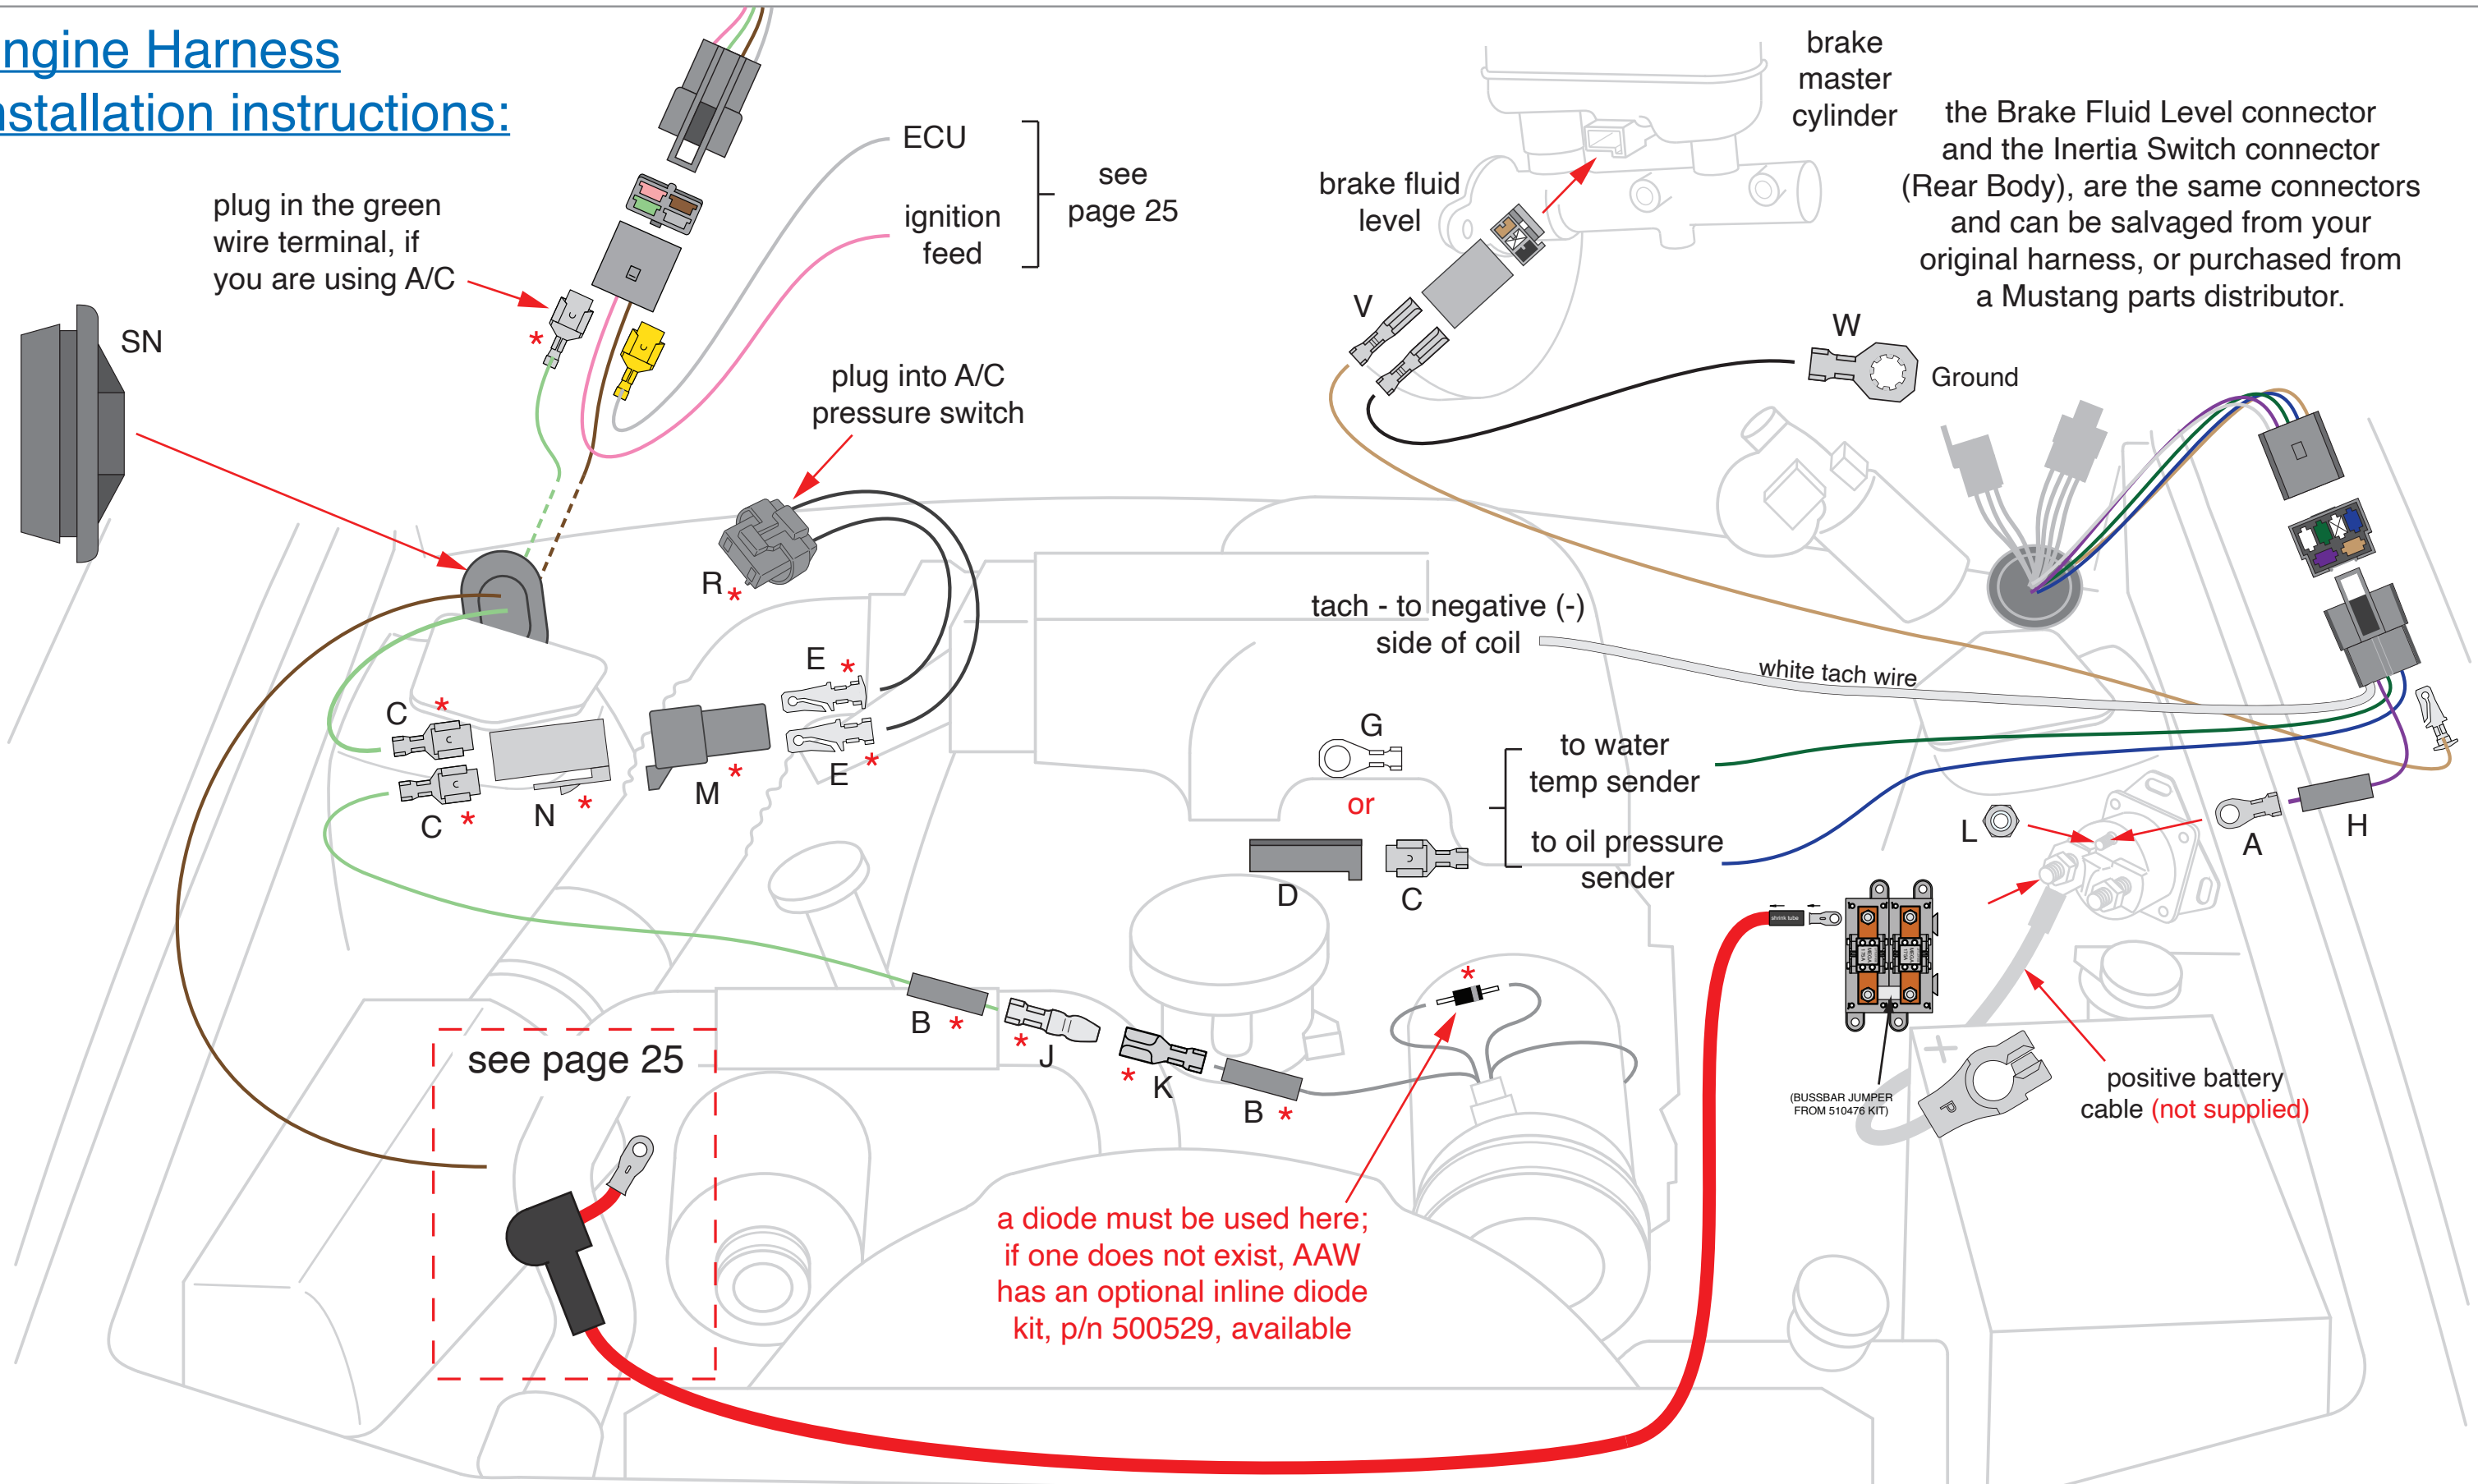 ngine Harness
nstallation instructions:
plug in the green
wire terminal, if
you are using A/C
ECU
ignition
feed
see
page 25
SN
*
plug into A/C
pressure switch
R*
brake
master
cylinder
brake fluid
level
the Brake Fluid Level connector
and the Inertia Switch connector
(Rear Body), are the same connectors
and can be salvaged from your
original harness, or purchased from
a Mustang parts distributor.
V
W
Ground
tach - to negative (-)
side of coil
white tach wire
C *
C *
N *
M *
E *
E *
G
or
D
C
to water
temp sender
to oil pressure
sender
L
A
H
shrink tube
B *
* J
* K
B *
*
see page 25
(BUSSBAR JUMPER
FROM 510476 KIT)
P
positive battery
cable (not supplied)
a diode must be used here;
if one does not exist, AAW
has an optional inline diode
kit, p/n 500529, available